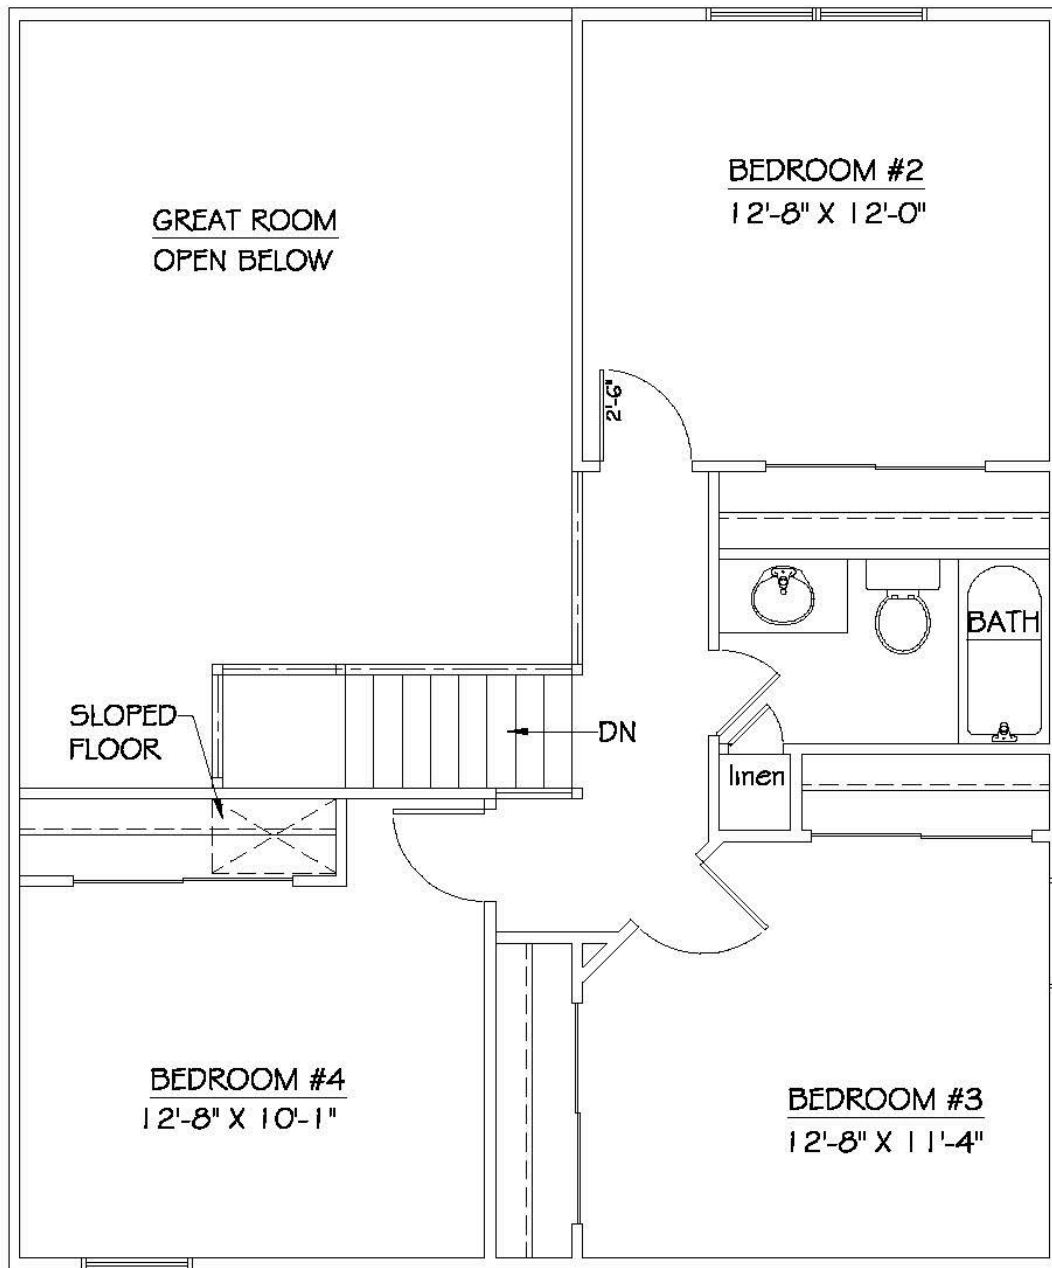 BEDROOM #2
12'-8" X 12'-0"
GREAT ROOM
OPEN BELOW
2'-6"
BATH
SLOPED
FLOOR
DN
linen
BEDROOM #4
12'-8" X 10'-1"
BEDROOM #3
12'-8" X 11'-4"